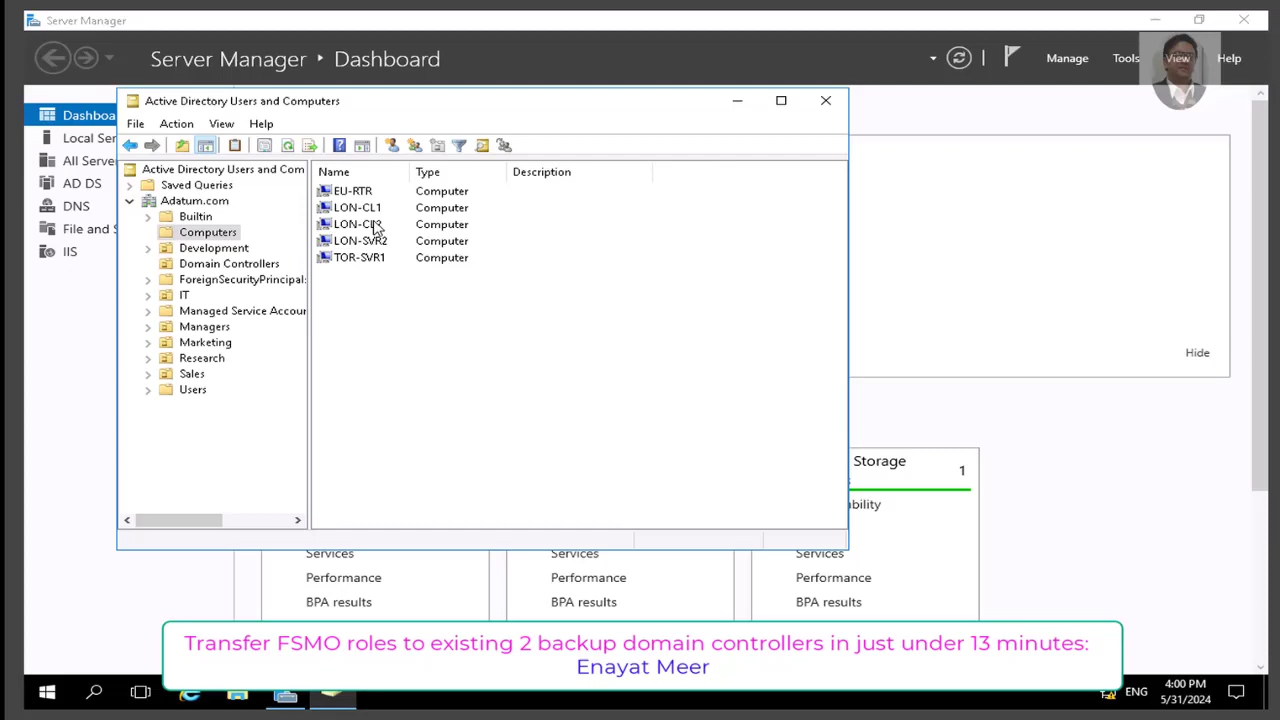 Server Manager
Server Manager • Dashboard
Manage
Tools
View
Help
Dashboa
Local Ser
All Serve
AD DS
DNS
File and S
IIS
Active Directory Users and Computers
File
Action
View
Help
Active Directory Users and Com
Saved Queries
Adatum.com
Builtin
Computers
Development
Domain Controllers
ForeignSecurityPrincipal:
IT
Managed Service Accour
Managers
Marketing
Research
Sales
Users
Name Type Description
EU-RTR Computer
LON-CL1 Computer
LON-CL2 Computer
LON-SVR2 Computer
TOR-SVR1 Computer
Hide
Storage 1
ability
Services
Performance
BPA results
Services
Performance
BPA results
Services
Performance
BPA results
Transfer FSMO roles to existing 2 backup domain controllers in just under 13 minutes:
Enayat Meer
ENG
4:00 PM
5/31/2024